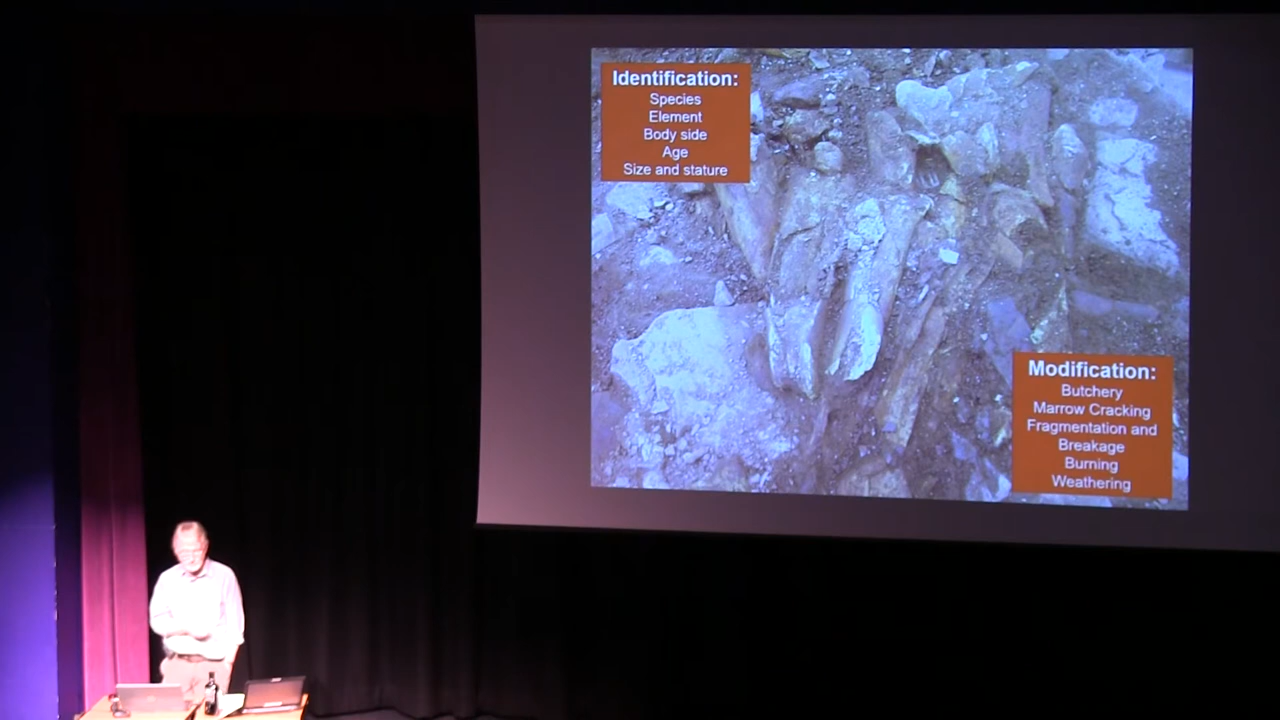 Identification:
Species
Element
Body side
Age
Size and stature
Modification:
Butchery
Marrow Cracking
Fragmentation and
Breakage
Burning
Weathering